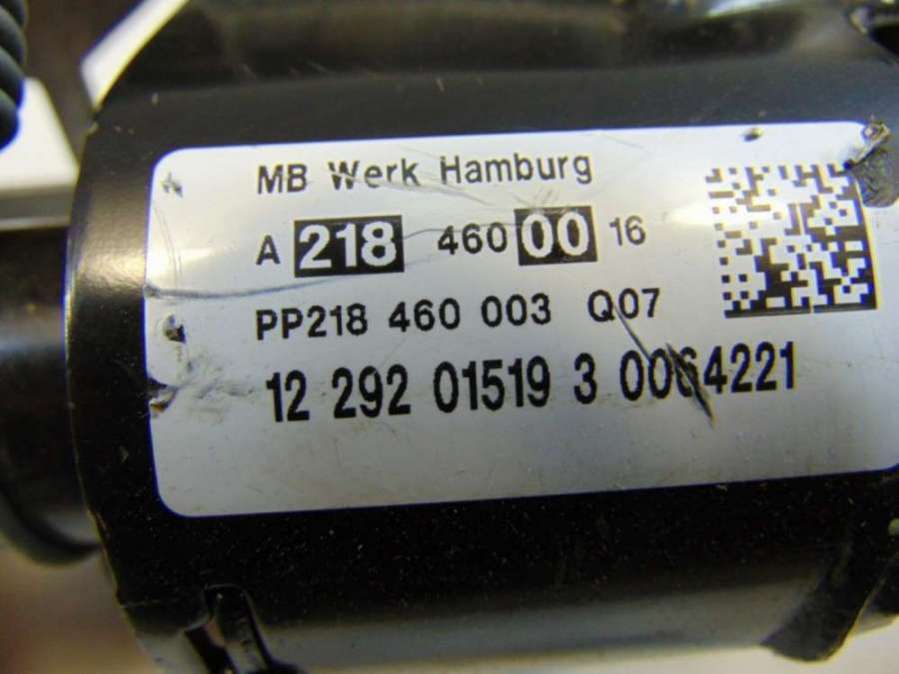 MB Werk Hamburg
A 218 460 00 16
PP218 460 003 Q07
12 292 01519 3 0064221